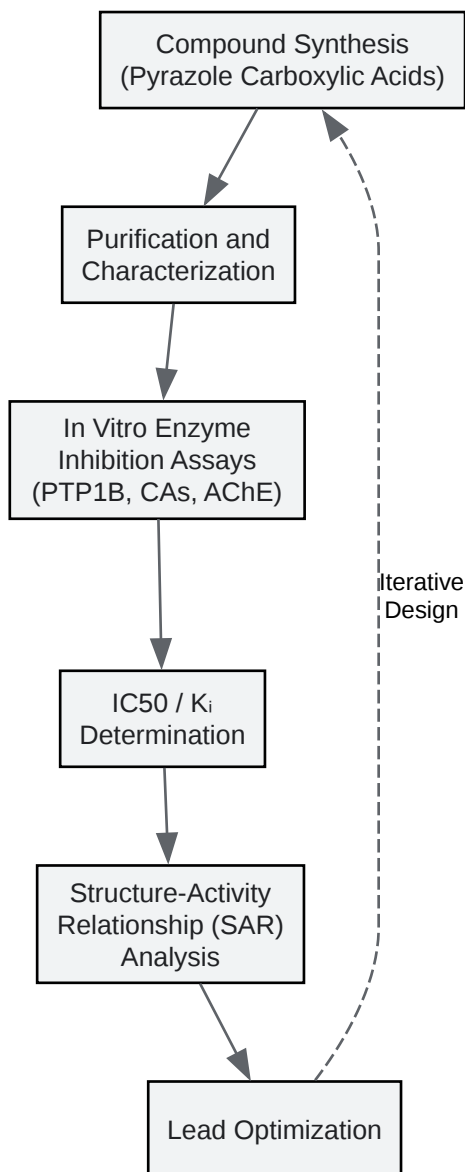 Compound Synthesis
(Pyrazole Carboxylic Acids)
Purification and
Characterization
In Vitro Enzyme
Inhibition Assays
(PTP1B, CAs, AChE)
Iterative
Design
IC50 / Kᵢ
Determination
Structure-Activity
Relationship (SAR)
Analysis
Lead Optimization